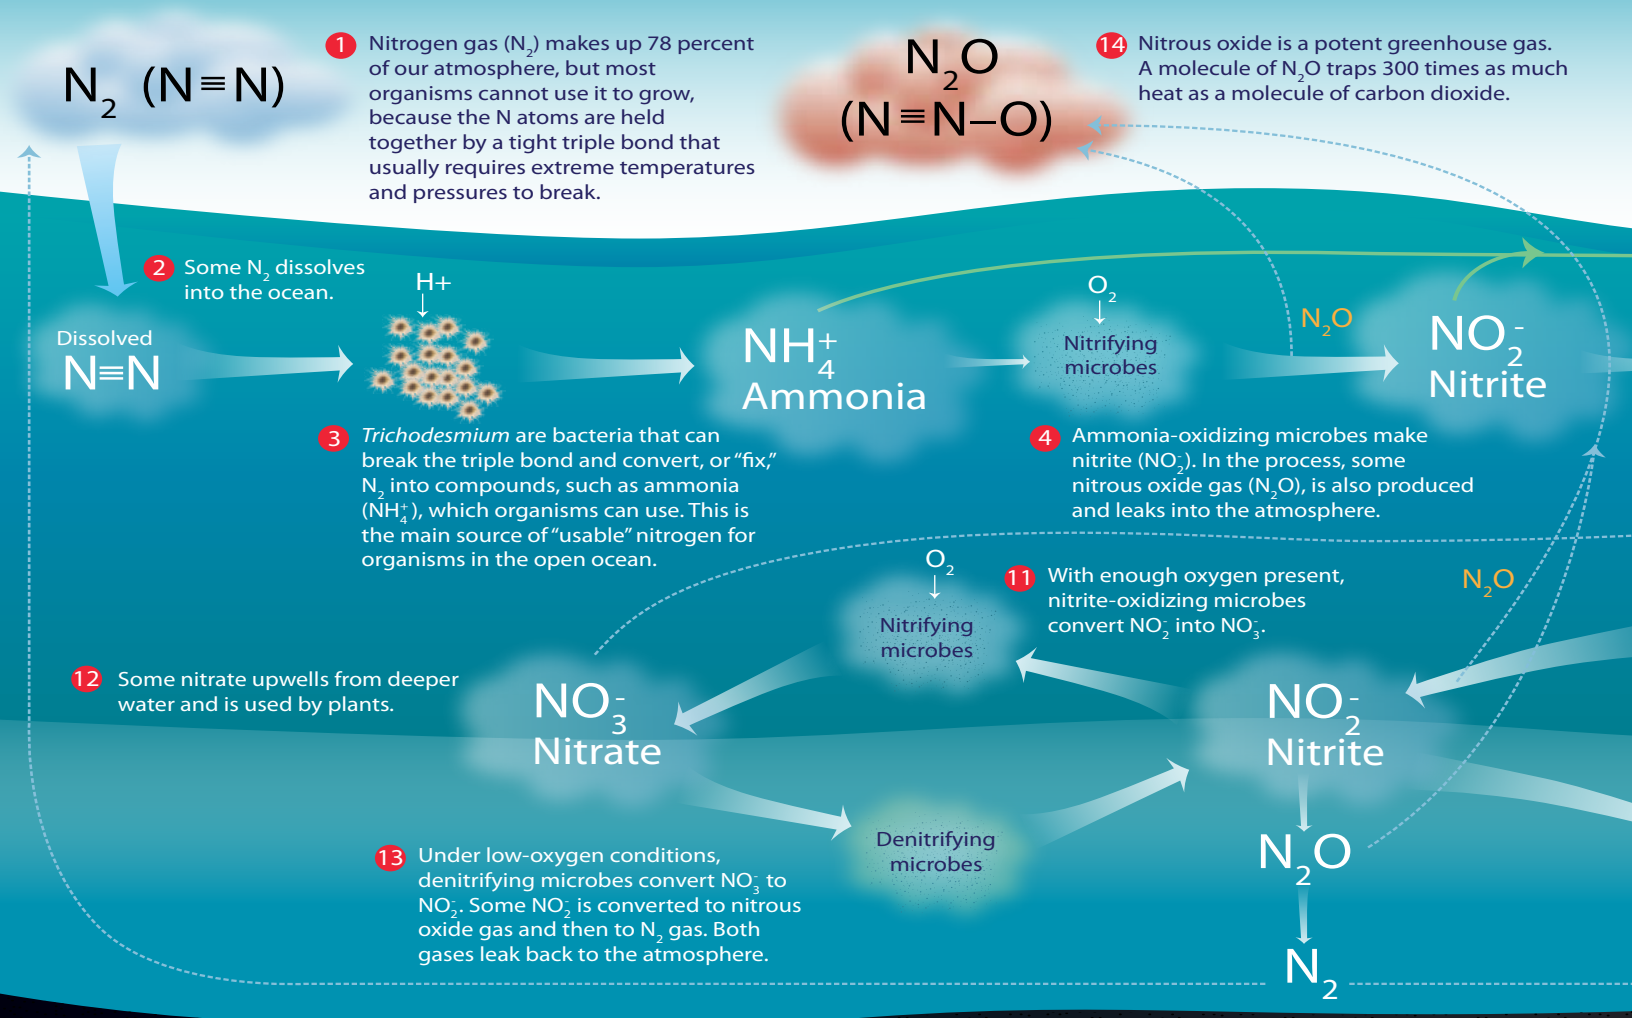 N₂ (N≡N)
1 Nitrogen gas (N₂) makes up 78 percent
of our atmosphere, but most
organisms cannot use it to grow,
because the N atoms are held
together by a tight triple bond that
usually requires extreme temperatures
and pressures to break.
N₂O
(N≡N–O)
14 Nitrous oxide is a potent greenhouse gas.
A molecule of N₂O traps 300 times as much
heat as a molecule of carbon dioxide.
2 Some N₂ dissolves
into the ocean.
Dissolved
N≡N
H+
3 Trichodesmium are bacteria that can
break the triple bond and convert, or “fix,”
N₂ into compounds, such as ammonia
(NH₄⁺), which organisms can use. This is
the main source of “usable” nitrogen for
organisms in the open ocean.
NH₄⁺
Ammonia
O₂
Nitrifying
microbes
4 Ammonia-oxidizing microbes make
nitrite (NO₂⁻). In the process, some
nitrous oxide gas (N₂O), is also produced
and leaks into the atmosphere.
N₂O
NO₂⁻
Nitrite
O₂
Nitrifying
microbes
11 With enough oxygen present,
nitrite-oxidizing microbes
convert NO₂⁻ into NO₃⁻.
N₂O
12 Some nitrate upwells from deeper
water and is used by plants.
NO₃⁻
Nitrate
NO₂⁻
Nitrite
13 Under low-oxygen conditions,
denitrifying microbes convert NO₃⁻ to
NO₂⁻. Some NO₂⁻ is converted to nitrous
oxide gas and then to N₂ gas. Both
gases leak back to the atmosphere.
Denitrifying
microbes
N₂O
N₂